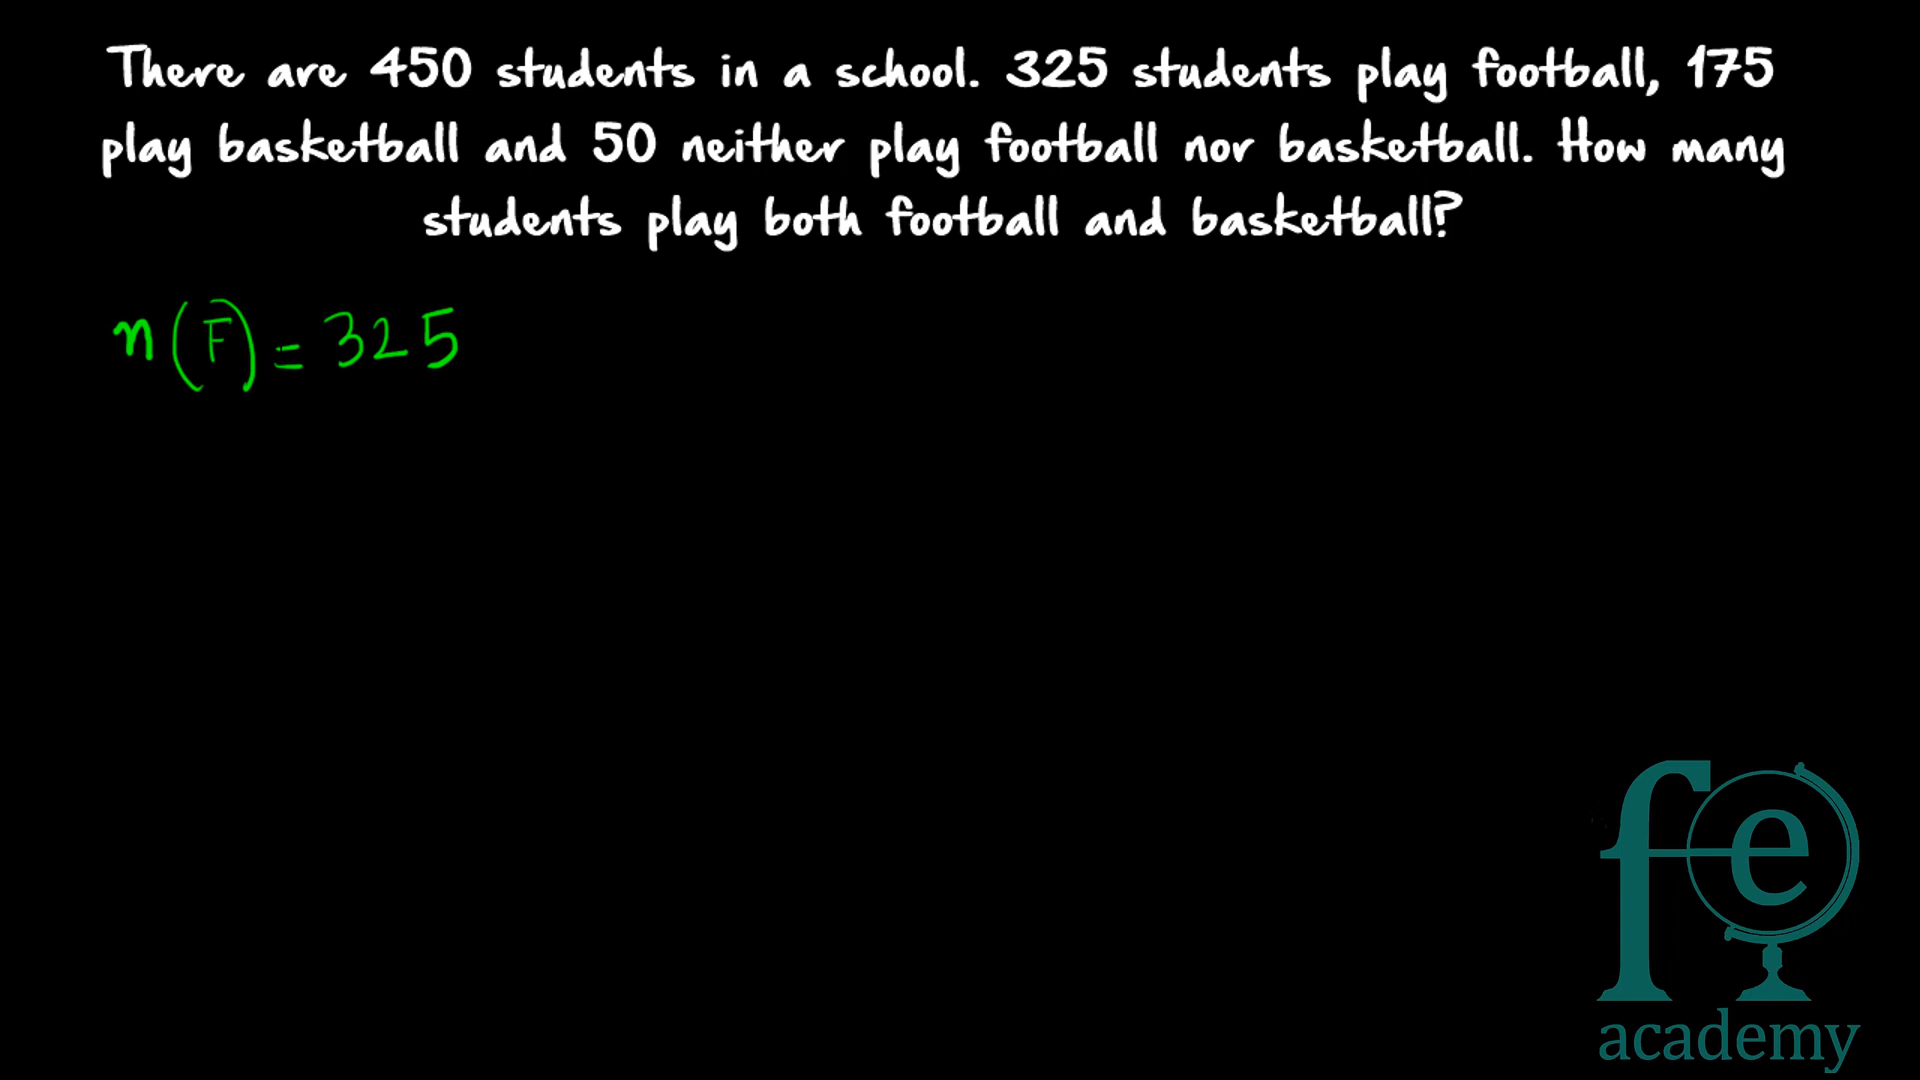 There are 450 students in a school. 325 students play football, 175
play basketball and 50 neither play football nor basketball. How many
students play both football and basketball?
n(F) = 325
fe
academy